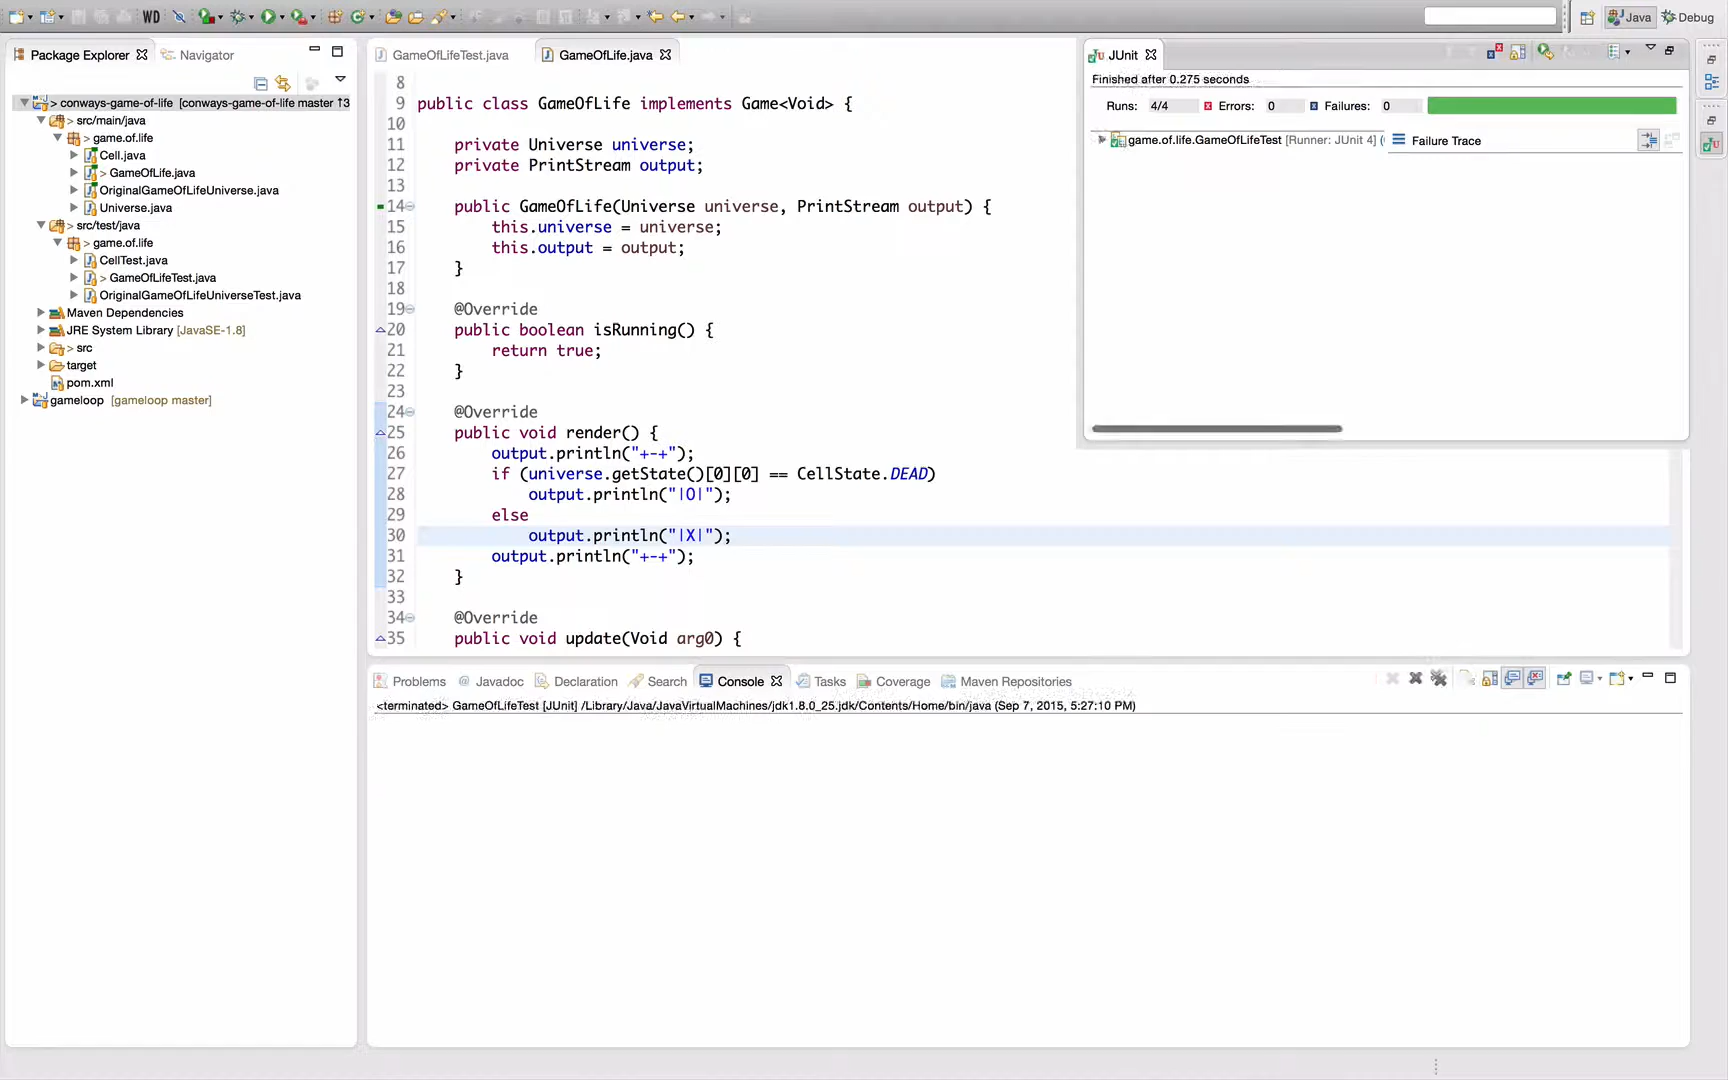 WD
Java
Debug
Package Explorer
Navigator
> conways-game-of-life [conways-game-of-life master ↑3
> src/main/java
> game.of.life
Cell.java
> GameOfLife.java
OriginalGameOfLifeUniverse.java
Universe.java
> src/test/java
> game.of.life
CellTest.java
> GameOfLifeTest.java
OriginalGameOfLifeUniverseTest.java
Maven Dependencies
JRE System Library [JavaSE-1.8]
> src
target
pom.xml
gameloop [gameloop master]
GameOfLifeTest.java
GameOfLife.java
8
9 public class GameOfLife implements Game<Void> {
10
11 private Universe universe;
12 private PrintStream output;
13
14 public GameOfLife(Universe universe, PrintStream output) {
15 this.universe = universe;
16 this.output = output;
17 }
18
19 @Override
20 public boolean isRunning() {
21 return true;
22 }
23
24 @Override
25 public void render() {
26 output.println("+-+");
27 if (universe.getState()[0][0] == CellState.DEAD)
28 output.println("|O|");
29 else
30 output.println("|X|");
31 output.println("+-+");
32 }
33
34 @Override
35 public void update(Void arg0) {
JUnit
Finished after 0.275 seconds
Runs: 4/4 Errors: 0 Failures: 0
game.of.life.GameOfLifeTest [Runner: JUnit 4] (
Failure Trace
Problems
@ Javadoc
Declaration
Search
Console
Tasks
Coverage
Maven Repositories
<terminated> GameOfLifeTest [JUnit] /Library/Java/JavaVirtualMachines/jdk1.8.0_25.jdk/Contents/Home/bin/java (Sep 7, 2015, 5:27:10 PM)